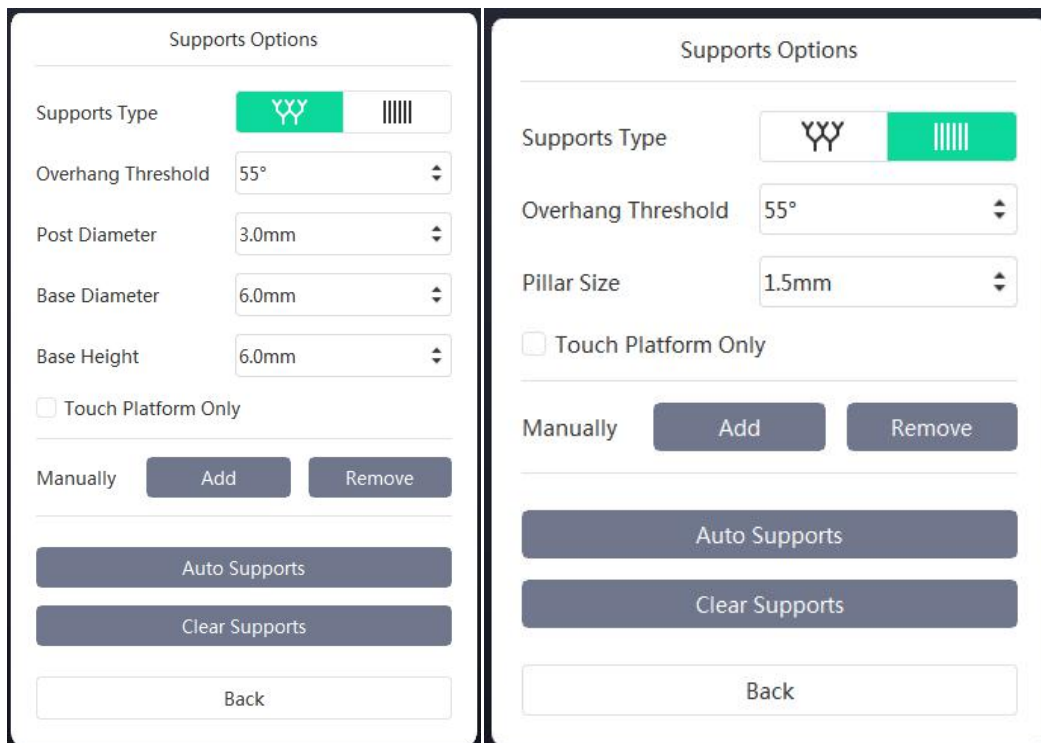 Supports Options
Supports Type
Overhang Threshold 55°
Post Diameter 3.0mm
Base Diameter 6.0mm
Base Height 6.0mm
Touch Platform Only
Manually Add Remove
Auto Supports
Clear Supports
Back
Supports Options
Supports Type
Overhang Threshold 55°
Pillar Size 1.5mm
Touch Platform Only
Manually Add Remove
Auto Supports
Clear Supports
Back